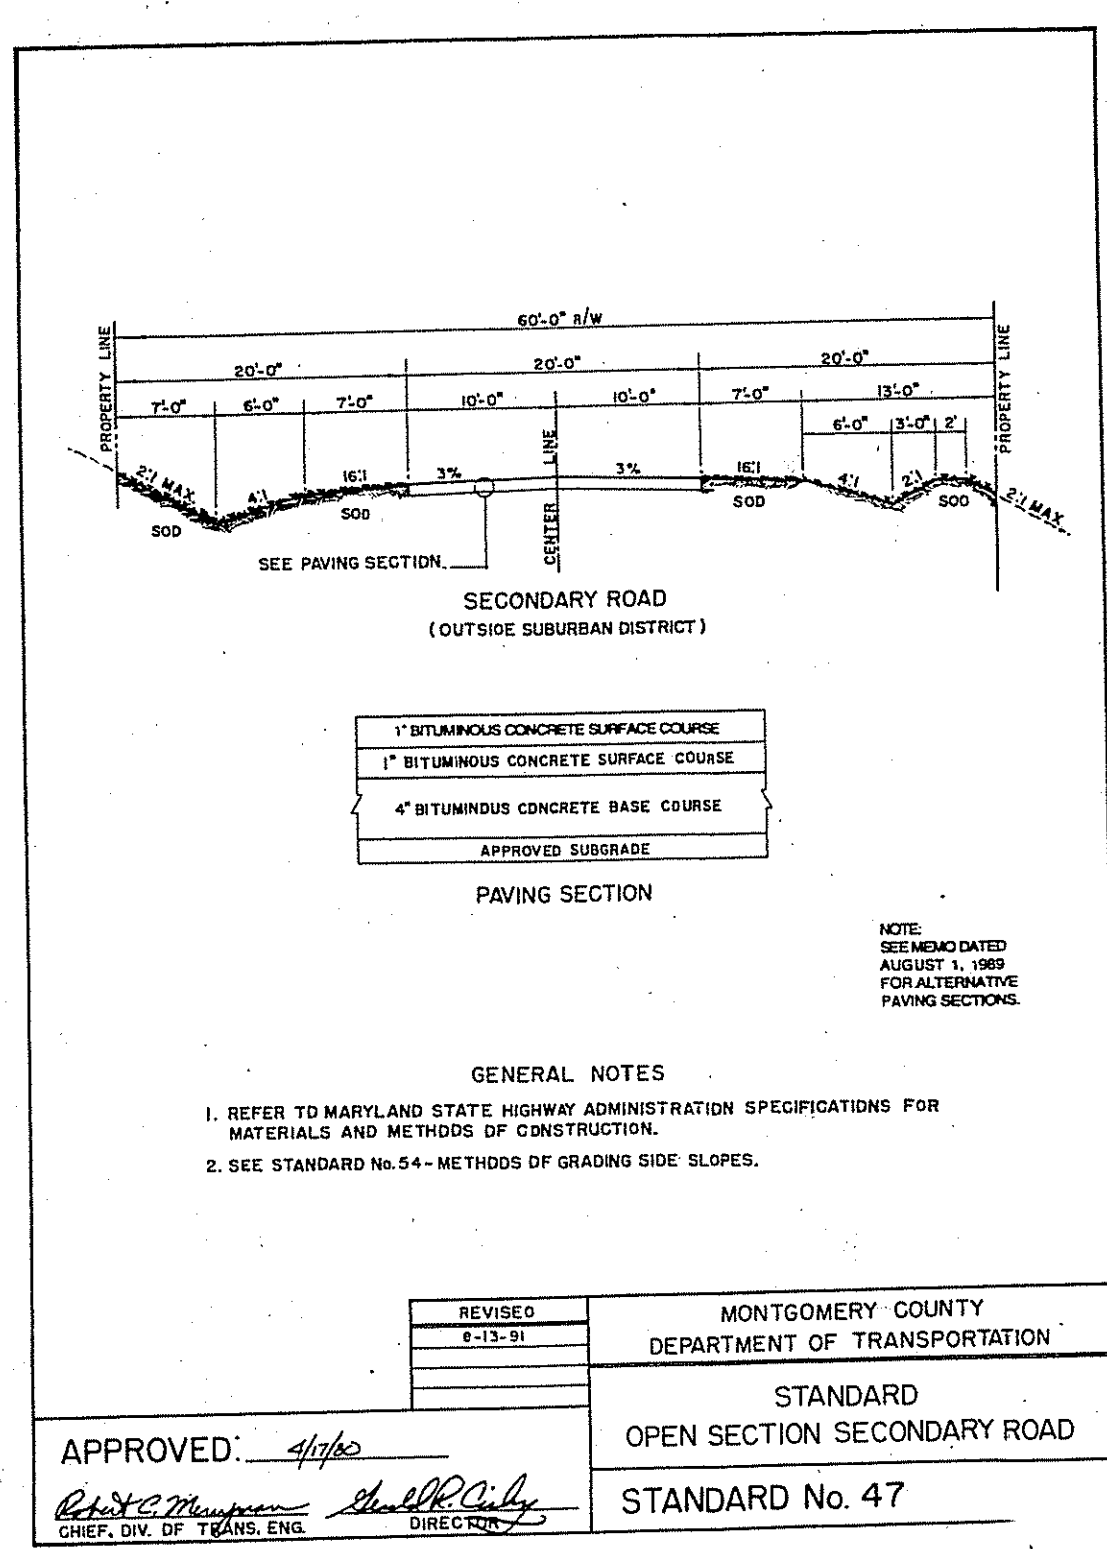 60'-0" R/W
20'-0" 20'-0" 20'-0"
7'-0" 6'-0" 7'-0" 10'-0" 10'-0" 7'-0" 13'-0"
6'-0" 3'-0" 2'
PROPERTY LINE
PROPERTY LINE
2:1 MAX 4:1 16:1 3% 3% 16:1 4:1 2:1 2:1 MAX
SOD SOD SOD SOD
CENTER LINE
SEE PAVING SECTION.
SECONDARY ROAD
(OUTSIDE SUBURBAN DISTRICT)
1" BITUMINOUS CONCRETE SURFACE COURSE
1" BITUMINOUS CONCRETE SURFACE COURSE
4" BITUMINOUS CONCRETE BASE COURSE
APPROVED SUBGRADE
PAVING SECTION
NOTE:
SEE MEMO DATED
AUGUST 1, 1989
FOR ALTERNATIVE
PAVING SECTIONS.
GENERAL NOTES
1. REFER TO MARYLAND STATE HIGHWAY ADMINISTRATION SPECIFICATIONS FOR
MATERIALS AND METHODS OF CONSTRUCTION.
2. SEE STANDARD No. 54-METHODS OF GRADING SIDE SLOPES.
REVISED
MONTGOMERY COUNTY
DEPARTMENT OF TRANSPORTATION
STANDARD
OPEN SECTION SECONDARY ROAD
STANDARD No. 47
APPROVED: 4/17/80
Robert C. Merryman
CHIEF, DIV. OF TRANS. ENG.
DIRECTOR